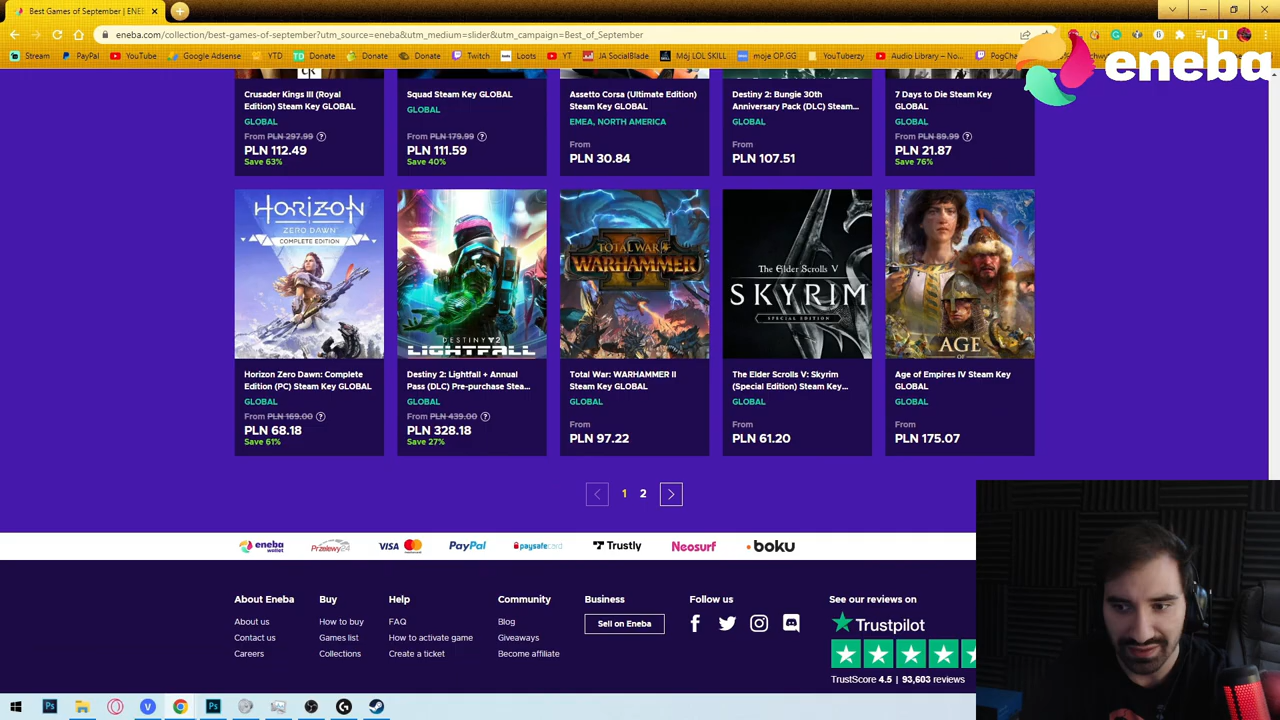 Best Games of September | ENEB
eneba.com/collection/best-games-of-september?utm_source=eneba&utm_medium=slider&utm_campaign=Best_of_September
Stream
PayPal
YouTube
Google Adsense
YTD
Donate
Donate
Donate
Twitch
Loots
JA SocialBlade
Mój LOL SKILL
moje OP.GG
YouTuberzy
Audio Library – No...
PogCha
eneba
Crusader Kings III (Royal
Edition) Steam Key GLOBAL
GLOBAL
From PLN 297.99
PLN 112.49
Save 63%
Squad Steam Key GLOBAL
GLOBAL
From PLN 179.99
PLN 111.59
Save 40%
Assetto Corsa (Ultimate Edition)
Steam Key GLOBAL
EMEA, NORTH AMERICA
From
PLN 30.84
Destiny 2: Bungie 30th
Anniversary Pack (DLC) Steam...
GLOBAL
From
PLN 107.51
7 Days to Die Steam Key
GLOBAL
GLOBAL
From PLN 89.99
PLN 21.87
Save 76%
HORIZON
ZERO DAWN
COMPLETE EDITION
Horizon Zero Dawn: Complete
Edition (PC) Steam Key GLOBAL
GLOBAL
From PLN 169.00
PLN 68.18
Save 61%
DESTINY 2
LIGHTFALL
Destiny 2: Lightfall + Annual
Pass (DLC) Pre-purchase Stea...
GLOBAL
From PLN 439.00
PLN 328.18
Save 27%
TOTAL WAR
WARHAMMER
II
Total War: WARHAMMER II
Steam Key GLOBAL
GLOBAL
From
PLN 97.22
The Elder Scrolls V
SKYRIM
SPECIAL EDITION
The Elder Scrolls V: Skyrim
(Special Edition) Steam Key...
GLOBAL
From
PLN 61.20
AGE
OF
Age of Empires IV Steam Key
GLOBAL
GLOBAL
From
PLN 175.07
1 2
eneba
wallet
Przelewy24
VISA
PayPal
paysafecard
Trustly
Neosurf
boku
About Eneba
About us
Contact us
Careers
Buy
How to buy
Games list
Collections
Help
FAQ
How to activate game
Create a ticket
Community
Blog
Giveaways
Become affiliate
Business
Sell on Eneba
Follow us
See our reviews on
Trustpilot
TrustScore 4.5 | 93,603 reviews